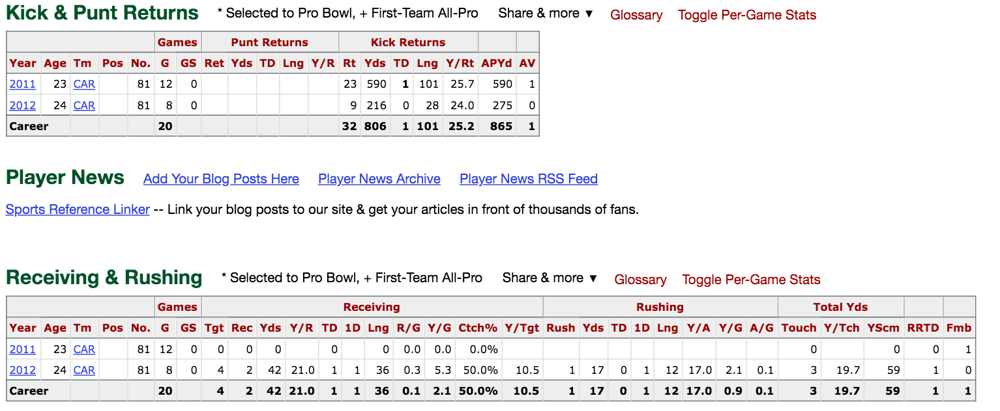 Kick & Punt Returns * Selected to Pro Bowl, + First-Team All-Pro Share & more ▼ Glossary Toggle Per-Game Stats
Games Punt Returns Kick Returns
Year Age Tm Pos No. G GS Ret Yds TD Lng Y/R Rt Yds TD Lng Y/Rt APYd AV
2011 23 CAR 81 12 0 23 590 1 101 25.7 590 1
2012 24 CAR 81 8 0 9 216 0 28 24.0 275 0
Career 20 32 806 1 101 25.2 865 1
Player News Add Your Blog Posts Here Player News Archive Player News RSS Feed
Sports Reference Linker -- Link your blog posts to our site & get your articles in front of thousands of fans.
Receiving & Rushing * Selected to Pro Bowl, + First-Team All-Pro Share & more ▼ Glossary Toggle Per-Game Stats
Games Receiving Rushing Total Yds
Year Age Tm Pos No. G GS Tgt Rec Yds Y/R TD 1D Lng R/G Y/G Ctch% Y/Tgt Rush Yds TD 1D Lng Y/A Y/G A/G Touch Y/Tch YScm RRTD Fmb
2011 23 CAR 81 12 0 0 0 0 0 0 0.0 0.0 0.0% 0 0 0 1
2012 24 CAR 81 8 0 4 2 42 21.0 1 1 36 0.3 5.3 50.0% 10.5 1 17 0 1 12 17.0 2.1 0.1 3 19.7 59 1 0
Career 20 4 2 42 21.0 1 1 36 0.1 2.1 50.0% 10.5 1 17 0 1 12 17.0 0.9 0.1 3 19.7 59 1 1